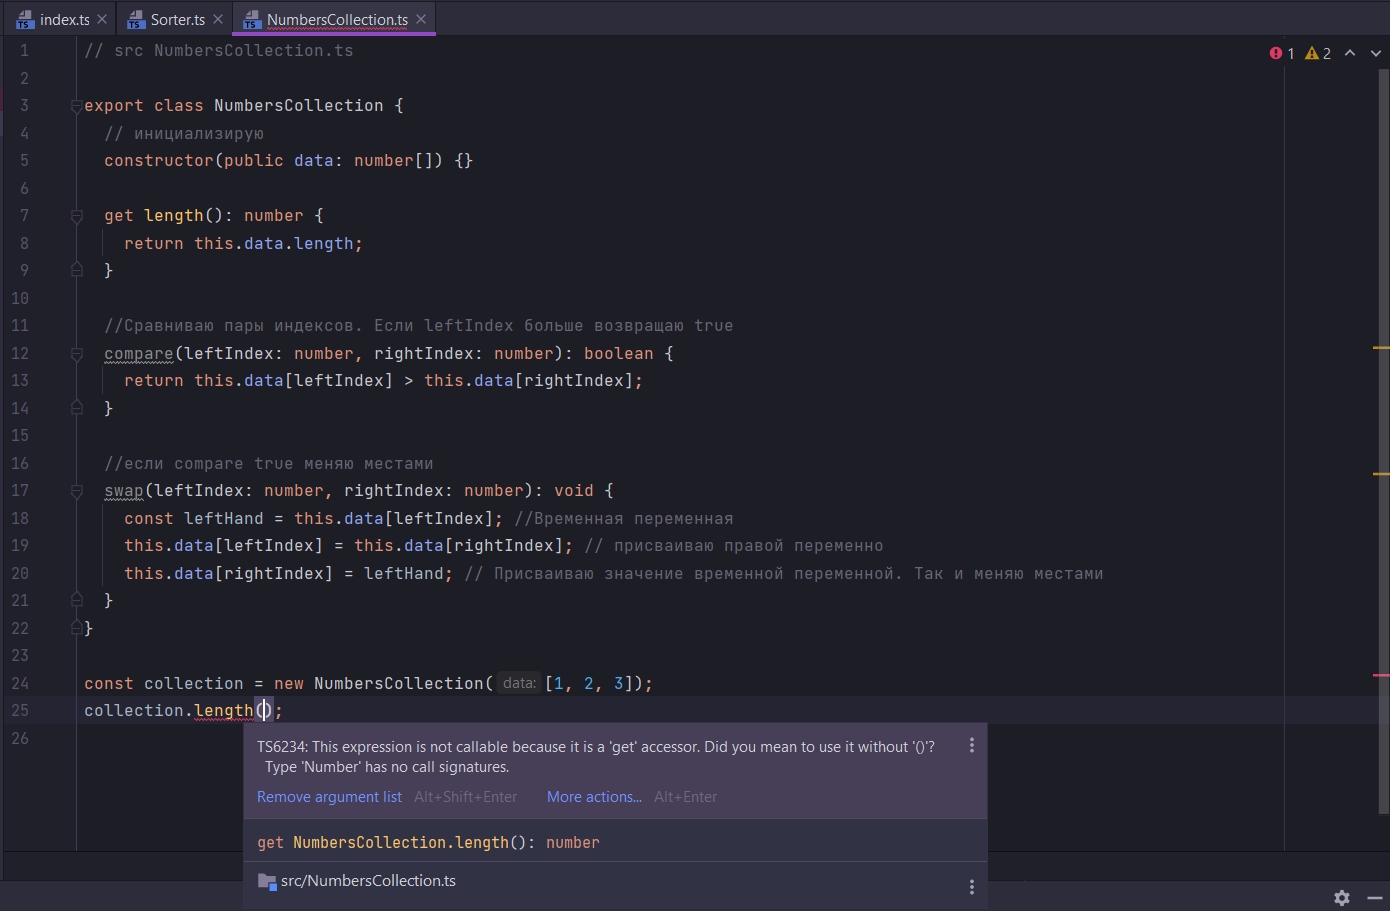 index.ts Sorter.ts NumbersCollection.ts
1 // src NumbersCollection.ts
1 2
2
3 export class NumbersCollection {
4 // инициализирую
5 constructor(public data: number[]) {}
6
7 get length(): number {
8 return this.data.length;
9 }
10
11 //Сравниваю пары индексов. Если leftIndex больше возвращаю true
12 compare(leftIndex: number, rightIndex: number): boolean {
13 return this.data[leftIndex] > this.data[rightIndex];
14 }
15
16 //если compare true меняю местами
17 swap(leftIndex: number, rightIndex: number): void {
18 const leftHand = this.data[leftIndex]; //Временная переменная
19 this.data[leftIndex] = this.data[rightIndex]; // присваиваю правой переменно
20 this.data[rightIndex] = leftHand; // Присваиваю значение временной переменной. Так и меняю местами
21 }
22 }
23
24 const collection = new NumbersCollection( data: [1, 2, 3]);
25 collection.length();
26
TS6234: This expression is not callable because it is a 'get' accessor. Did you mean to use it without '()'?
Type 'Number' has no call signatures.
Remove argument list Alt+Shift+Enter More actions... Alt+Enter
get NumbersCollection.length(): number
src/NumbersCollection.ts